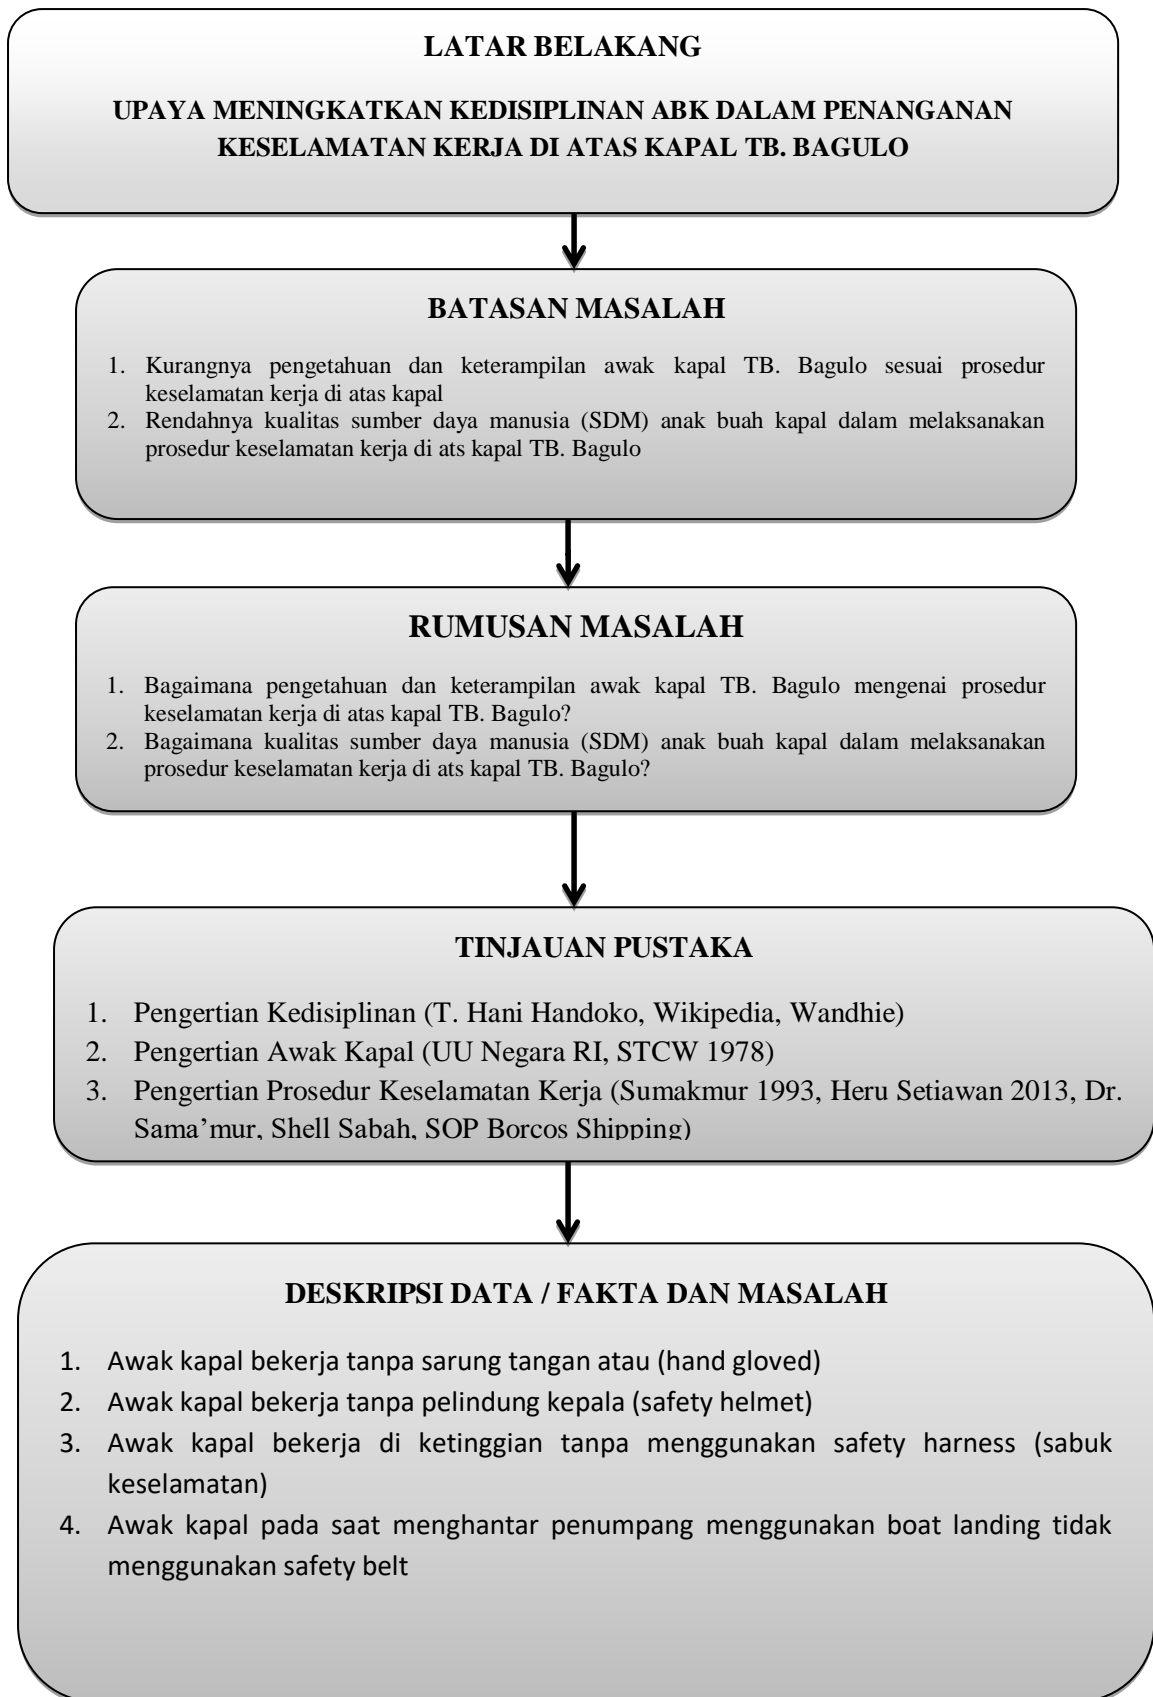 LATAR BELAKANG
UPAYA MENINGKATKAN KEDISIPLINAN ABK DALAM PENANGANAN
KESELAMATAN KERJA DI ATAS KAPAL TB. BAGULO
BATASAN MASALAH
1. Kurangnya pengetahuan dan keterampilan awak kapal TB. Bagulo sesuai prosedur
keselamatan kerja di atas kapal
2. Rendahnya kualitas sumber daya manusia (SDM) anak buah kapal dalam melaksanakan
prosedur keselamatan kerja di ats kapal TB. Bagulo
RUMUSAN MASALAH
1. Bagaimana pengetahuan dan keterampilan awak kapal TB. Bagulo mengenai prosedur
keselamatan kerja di atas kapal TB. Bagulo?
2. Bagaimana kualitas sumber daya manusia (SDM) anak buah kapal dalam melaksanakan
prosedur keselamatan kerja di ats kapal TB. Bagulo?
TINJAUAN PUSTAKA
1. Pengertian Kedisiplinan (T. Hani Handoko, Wikipedia, Wandhie)
2. Pengertian Awak Kapal (UU Negara RI, STCW 1978)
3. Pengertian Prosedur Keselamatan Kerja (Sumakmur 1993, Heru Setiawan 2013, Dr.
Sama’mur, Shell Sabah, SOP Borcos Shipping)
DESKRIPSI DATA / FAKTA DAN MASALAH
1. Awak kapal bekerja tanpa sarung tangan atau (hand gloved)
2. Awak kapal bekerja tanpa pelindung kepala (safety helmet)
3. Awak kapal bekerja di ketinggian tanpa menggunakan safety harness (sabuk
keselamatan)
4. Awak kapal pada saat menghantar penumpang menggunakan boat landing tidak
menggunakan safety belt